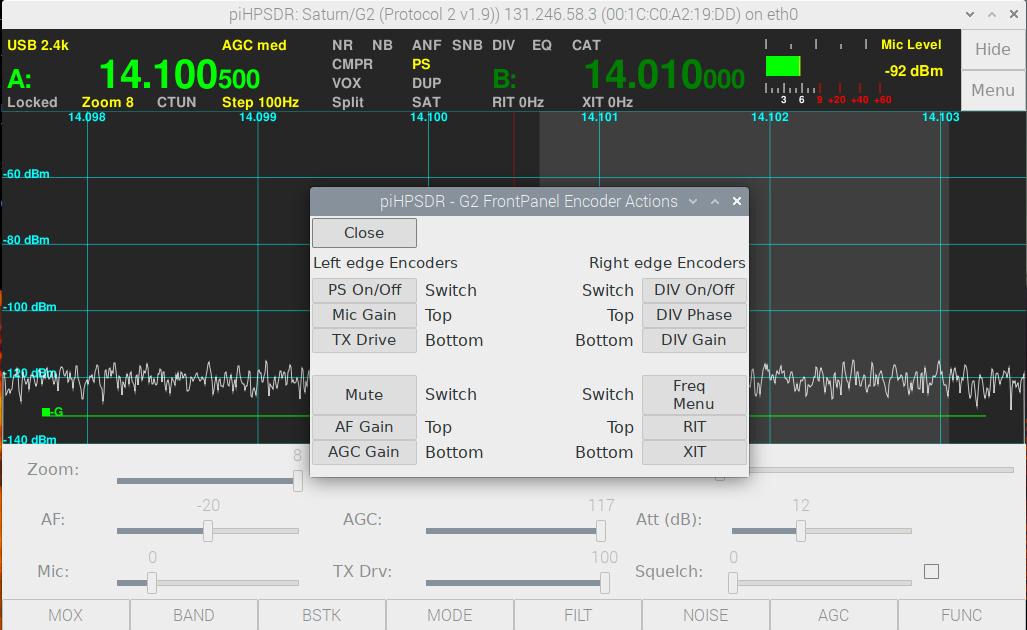 piHPSDR: Saturn/G2 (Protocol 2 v1.9)) 131.246.58.3 (00:1C:C0:A2:19:DD) on eth0
USB 2.4k AGC med NR NB ANF SNB DIV EQ CAT Mic Level Hide
CMPR PS
A: 14.100500 B: 14.010000 -92 dBm
VOX DUP
Locked Zoom 8 CTUN Step 100Hz Split SAT RIT 0Hz XIT 0Hz 3 6 9 +20 +40 +60 Menu
14.098 14.099 14.100 14.101 14.102 14.103
-60 dBm
-80 dBm
-100 dBm
-120 dBm
-G
-140 dBm
piHPSDR - G2 FrontPanel Encoder Actions
Close
Left edge Encoders Right edge Encoders
PS On/Off Switch Switch DIV On/Off
Mic Gain Top Top DIV Phase
TX Drive Bottom Bottom DIV Gain
Mute Switch Switch Freq
Menu
AF Gain Top Top RIT
AGC Gain Bottom Bottom XIT
Zoom: 8
AF: -20 AGC: 117 Att (dB): 12
Mic: 0 TX Drv: 100 Squelch: 0
MOX BAND BSTK MODE FILT NOISE AGC FUNC